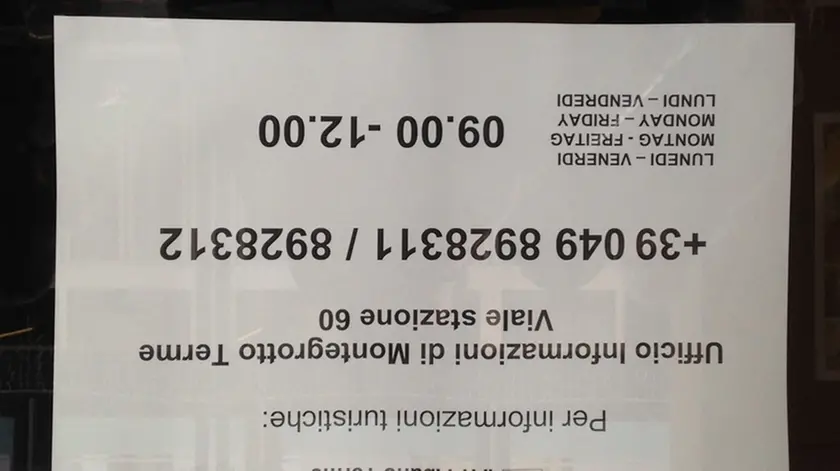 Per informazioni turistiche:
Ufficio Informazioni di Montegrotto Terme
Viale stazione 60
+39 049 8928311 / 8928312
LUNEDI – VENERDI
MONTAG - FREITAG
MONDAY – FRIDAY
LUNDI – VENDREDI
09.00 -12.00